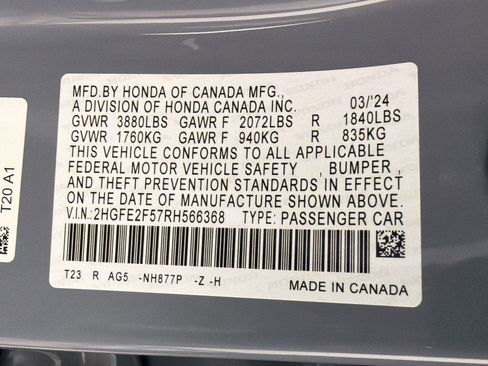 MFD.BY HONDA OF CANADA MFG.,
A DIVISION OF HONDA CANADA INC. 03/'24
GVWR 3880LBS GAWR F 2072LBS R 1840LBS
GVWR 1760KG GAWR F 940KG R 835KG
THIS VEHICLE CONFORMS TO ALL APPLICABLE
FEDERAL MOTOR VEHICLE SAFETY , BUMPER ,
AND THEFT PREVENTION STANDARDS IN EFFECT
ON THE DATE OF MANUFACTURE SHOWN ABOVE.
V.I.N:2HGFE2F57RH566368 TYPE: PASSENGER CAR
T23 R AG5 -NH877P -Z -H
MADE IN CANADA
T20 A1